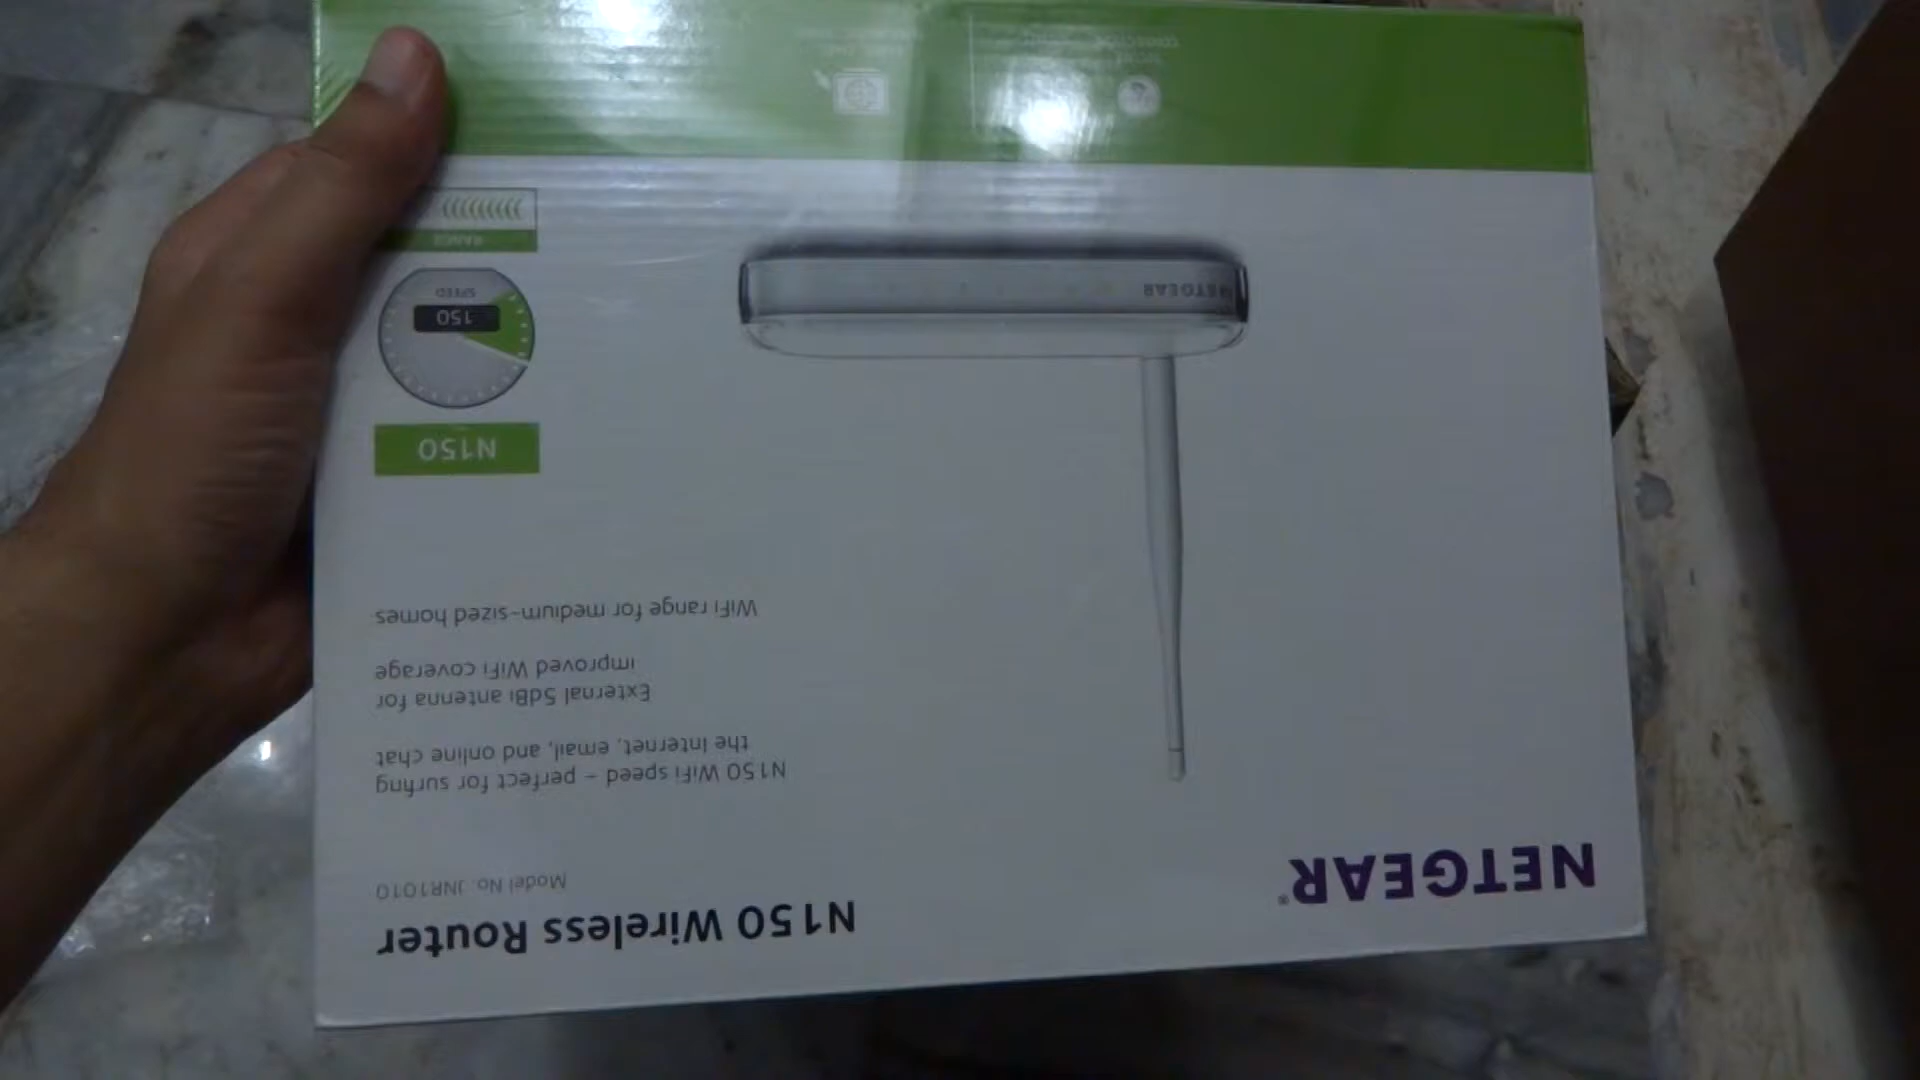 NETGEAR®
N150 Wireless Router
Model No. JNR1010
N150 WiFi speed – perfect for surfing
the internet, email, and online chat
External 5dBi antenna for
improved WiFi coverage
WiFi range for medium-sized homes
N150
150
SPEED
RANGE
NETGEAR